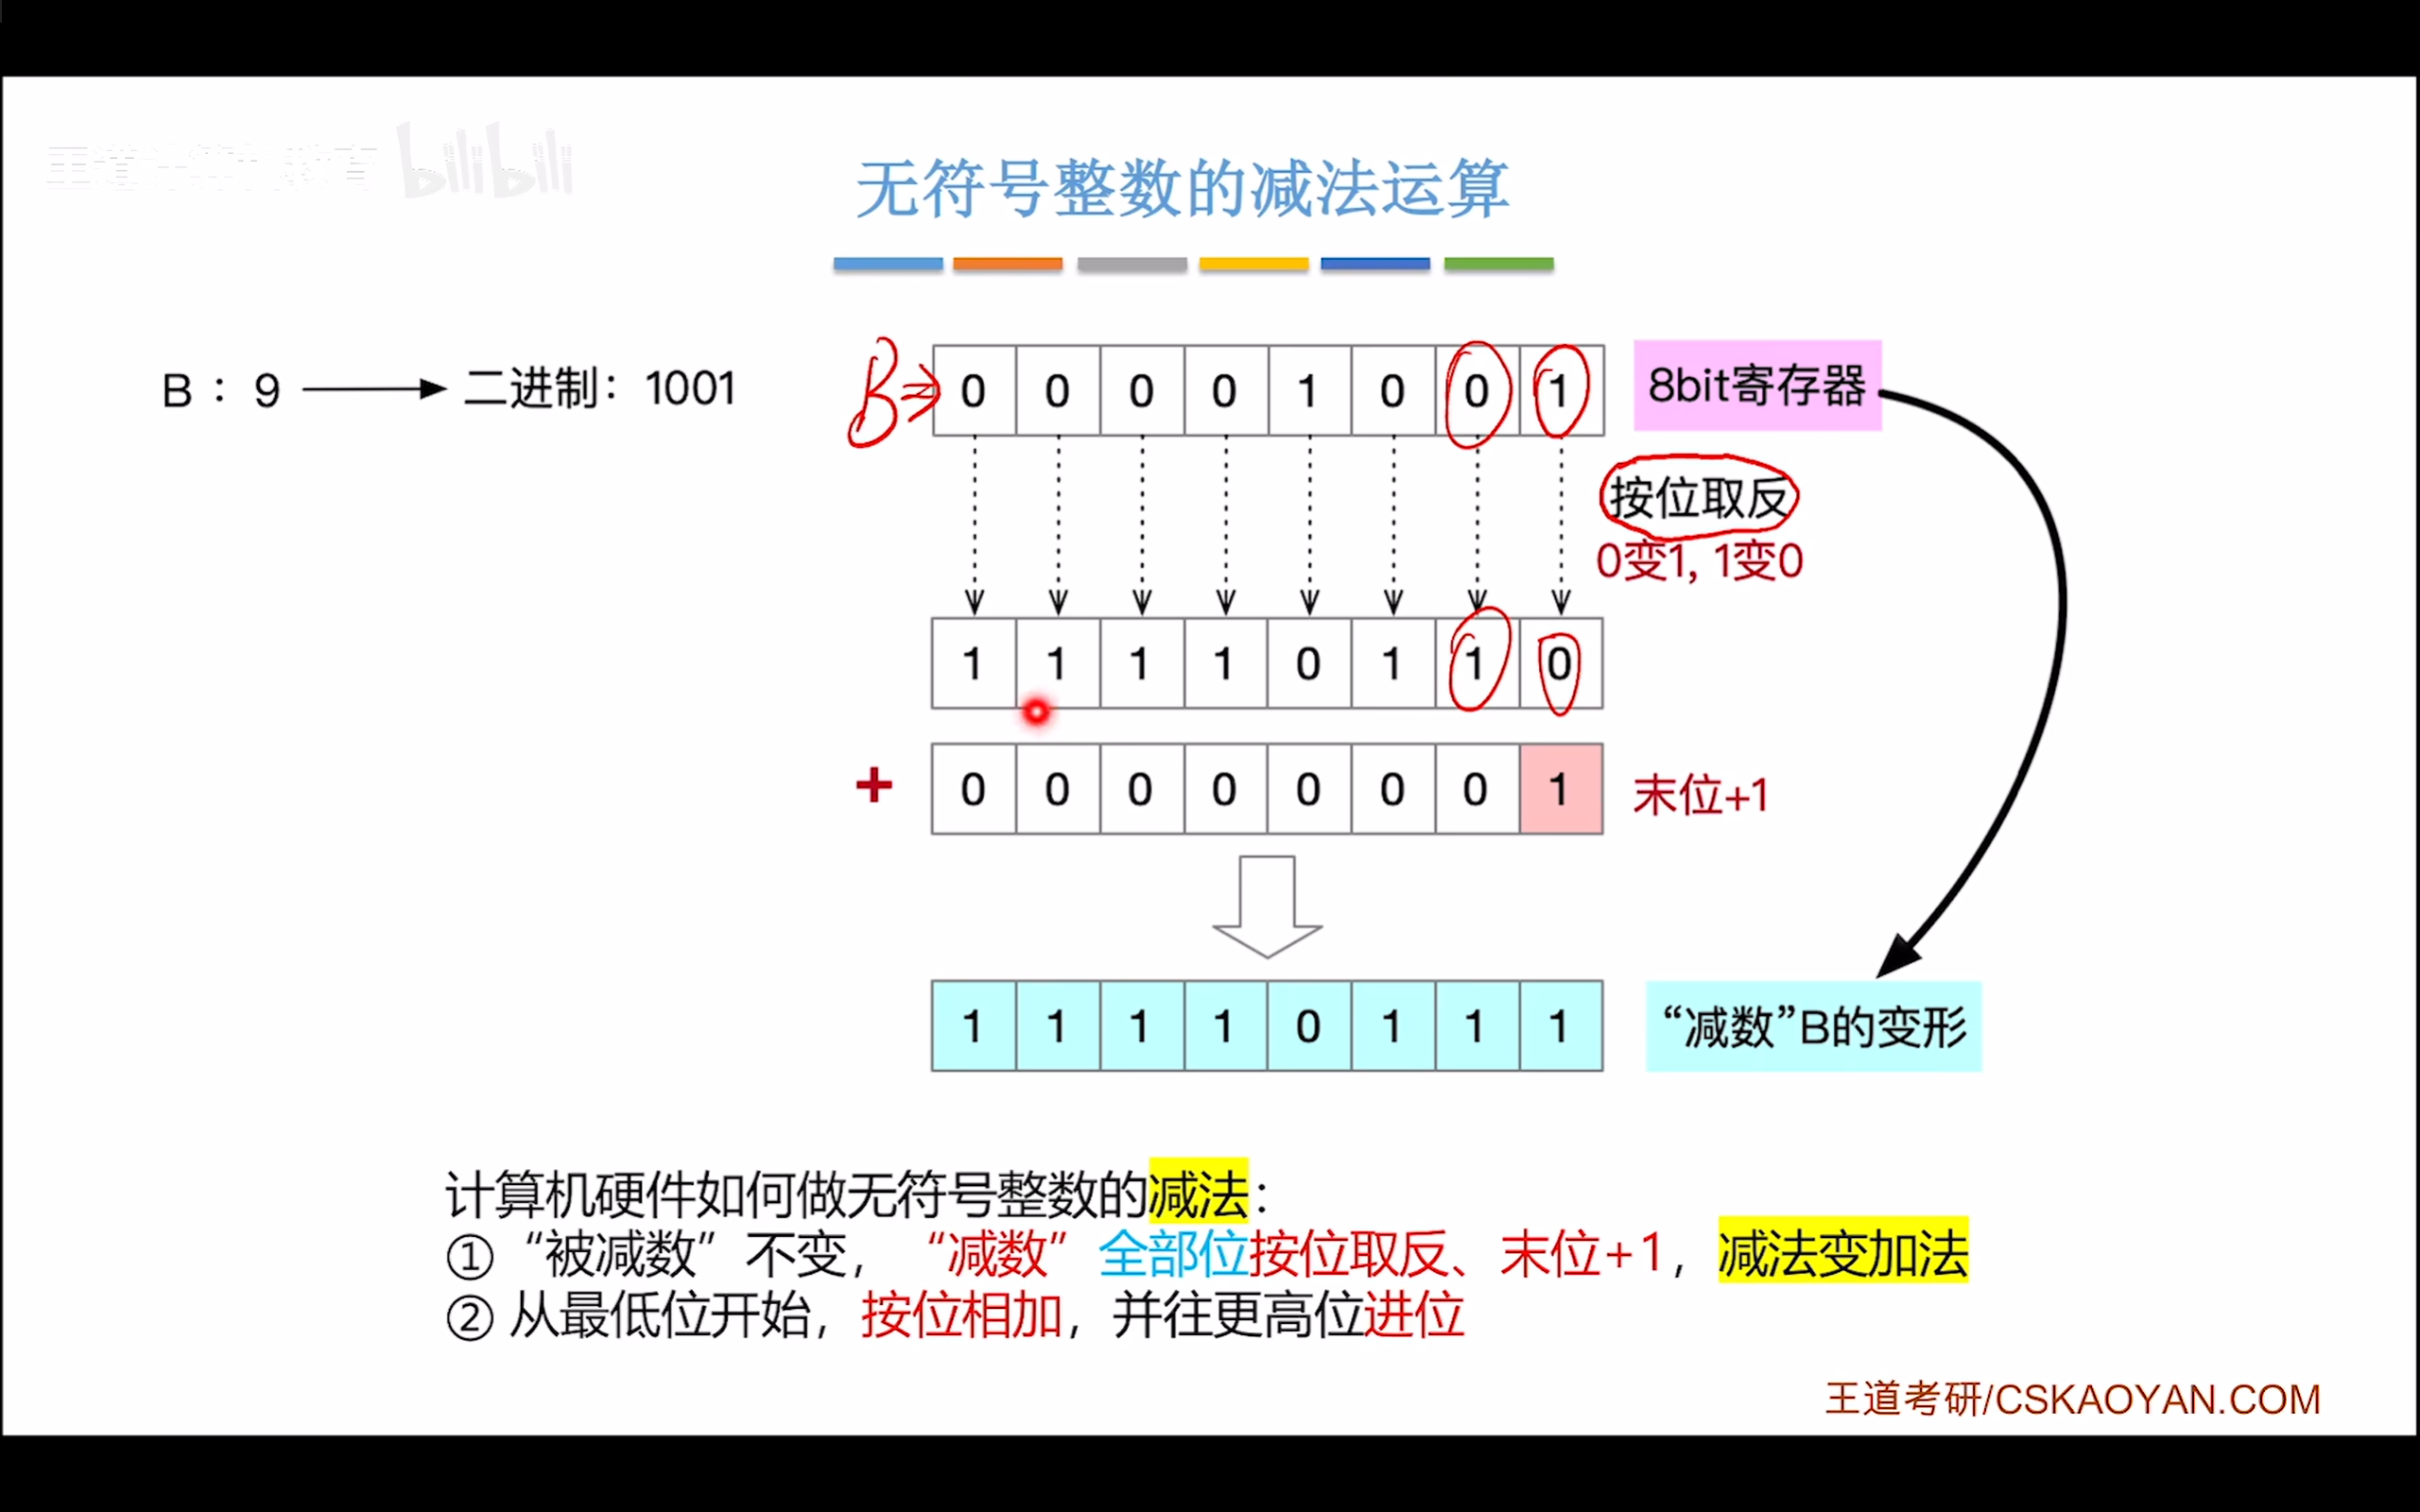 王道计算机教育 bilibili
无符号整数的减法运算
B：9 二进制：1001
B⇒ 0 0 0 0 1 0 0 1 8bit寄存器
按位取反
0变1, 1变0
1 1 1 1 0 1 1 0
+ 0 0 0 0 0 0 0 1 末位+1
1 1 1 1 0 1 1 1 “减数”B的变形
计算机硬件如何做无符号整数的减法：
① “被减数”不变，“减数”全部位按位取反、末位+1，减法变加法
② 从最低位开始，按位相加，并往更高位进位
王道考研/CSKAOYAN.COM